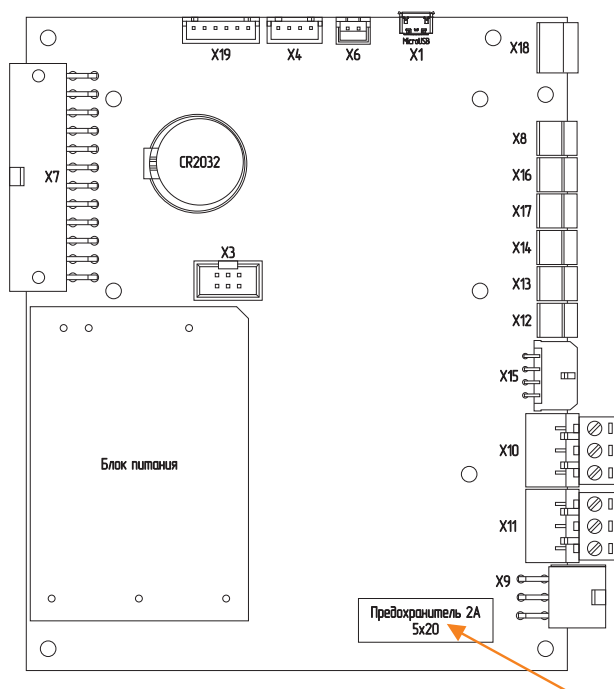 MicroUSB
X19
X4
X6
X1
X18
X7
CR2032
X8
X16
X17
X14
X3
X13
X12
X15
X10
Блок питания
X11
X9
Предохранитель 2А
5x20